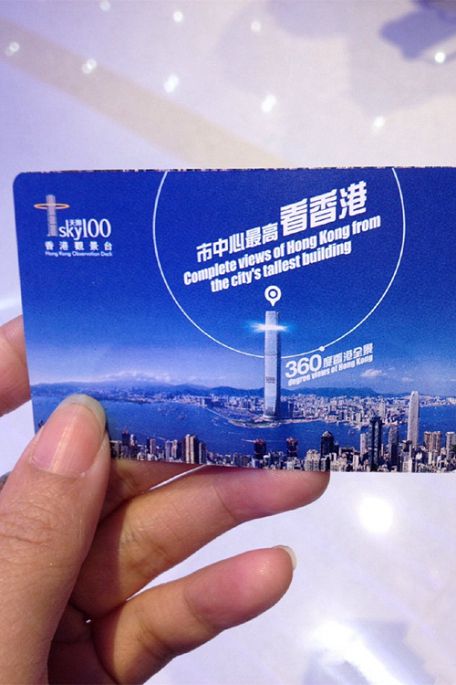 天際
sky100
香港觀景台
Hong Kong Observation Deck
市中心最高看香港
Complete views of Hong Kong from
the city's tallest building
360度香港全景
degree views of Hong Kong